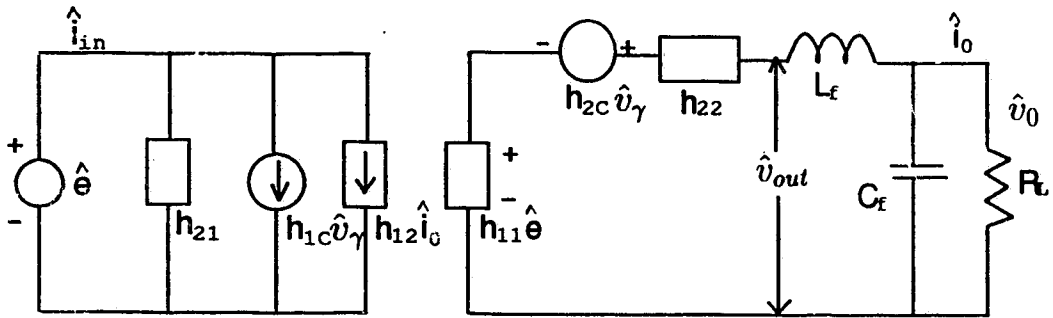 î_in
î_0
- +
h_2C v̂_γ
h_22
L_f
v̂_0
+
ê
-
+
-
v̂_out
C_f
R_L
h_21
h_1C v̂_γ
h_12 î_0
h_11 ê